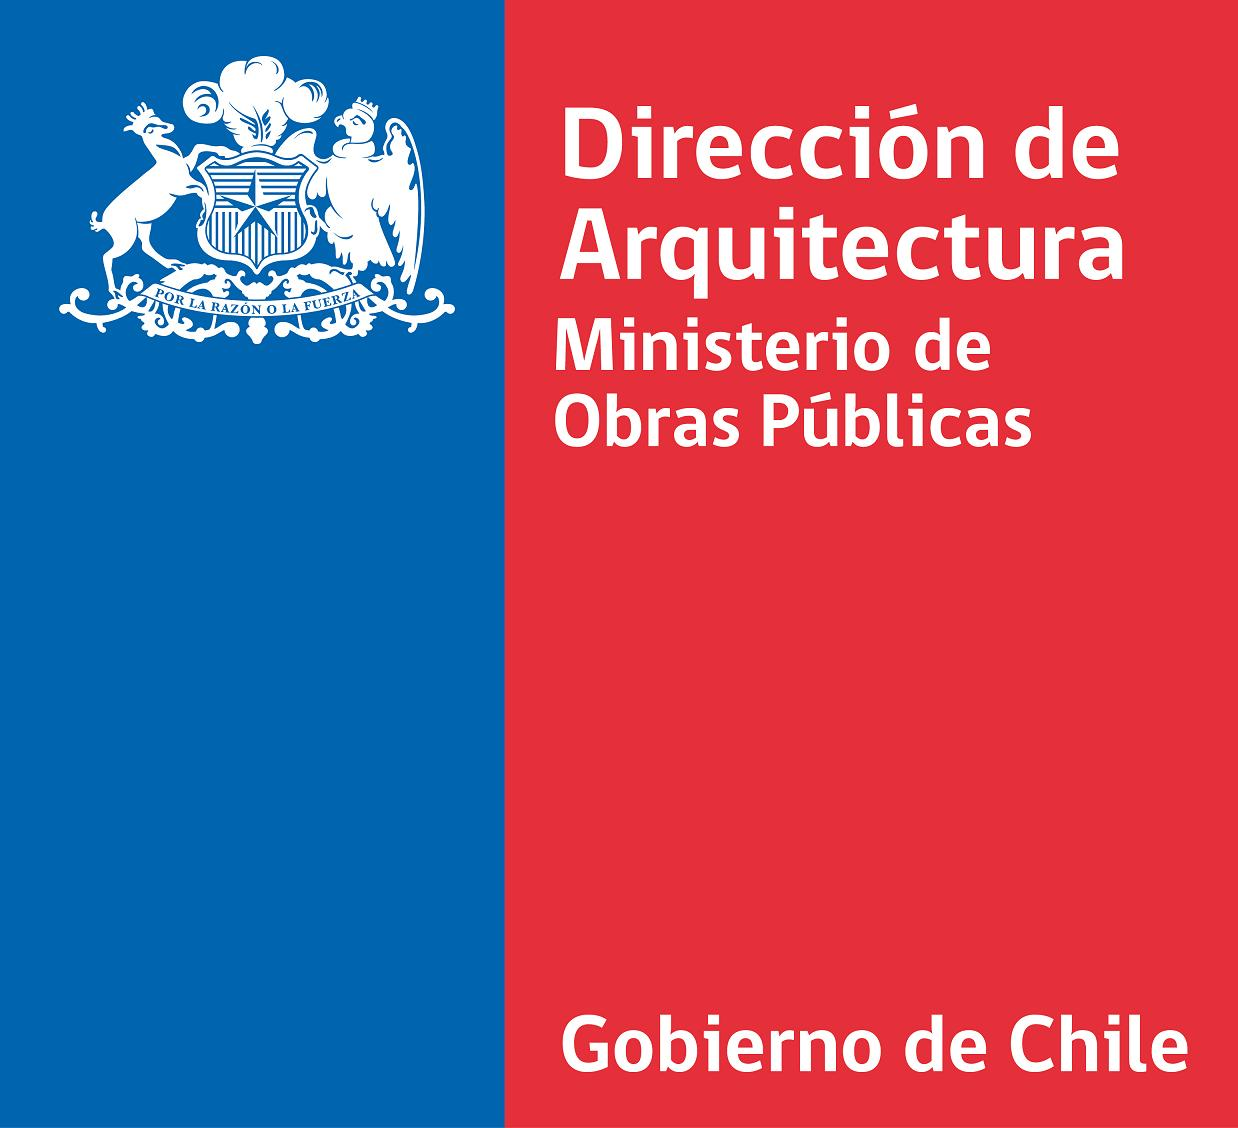 POR LA RAZÓN O LA FUERZA
Dirección de
Arquitectura
Ministerio de
Obras Públicas
Gobierno de Chile